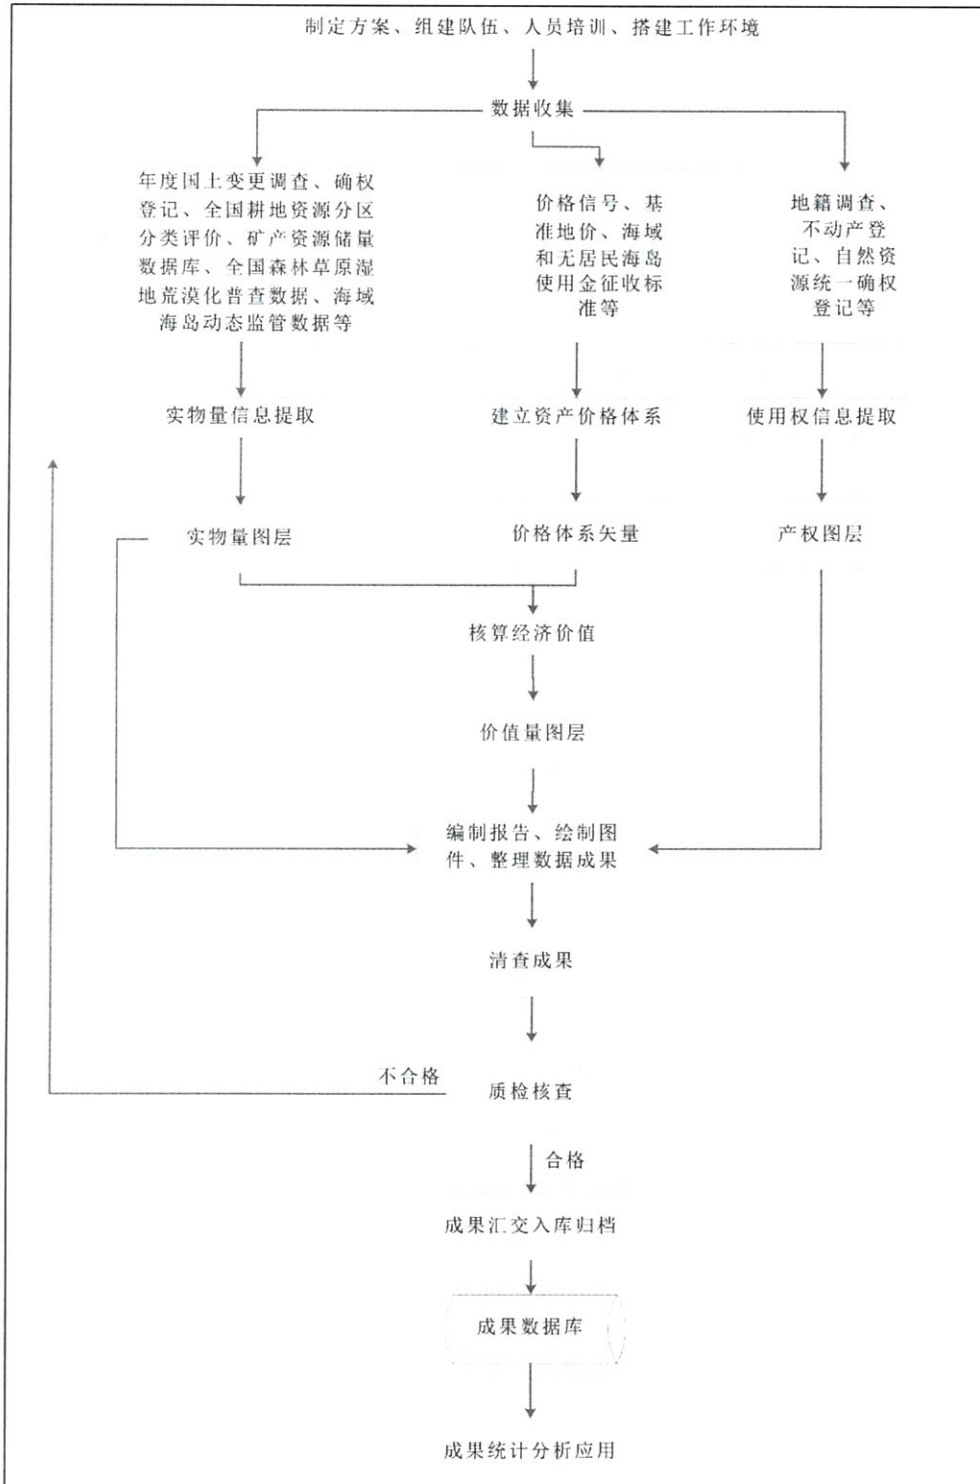 制定方案、组建队伍、人员培训、搭建工作环境
数据收集
年度国土变更调查、确权
登记、全国耕地资源分区
分类评价、矿产资源储量
数据库、全国森林草原湿
地荒漠化普查数据、海域
海岛动态监管数据等
价格信号、基
准地价、海域
和无居民海岛
使用金征收标
准等
地籍调查、
不动产登
记、自然资
源统一确权
登记等
实物量信息提取
建立资产价格体系
使用权信息提取
实物量图层
价格体系矢量
产权图层
核算经济价值
价值量图层
编制报告、绘制图
件、整理数据成果
清查成果
不合格
质检核查
合格
成果汇交入库归档
成果数据库
成果统计分析应用